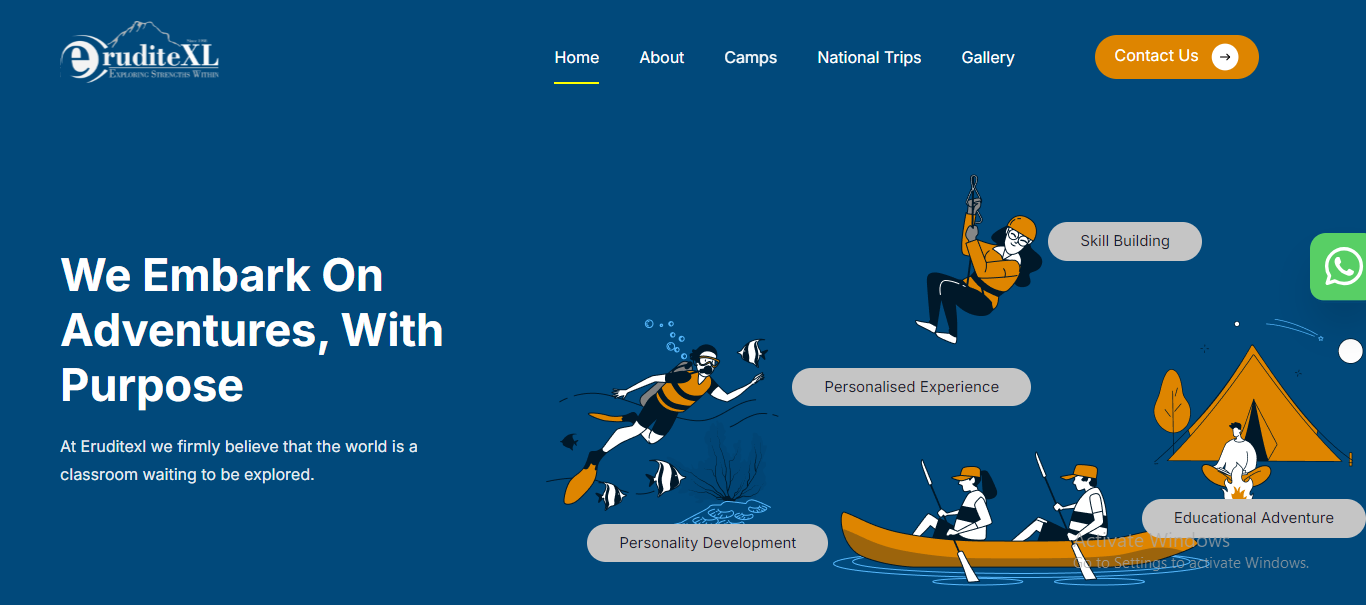 eruditeXL
Since 1998
Exploring Strengths Within
Home
About
Camps
National Trips
Gallery
Contact Us
We Embark On
Adventures, With
Purpose
At Eruditexl we firmly believe that the world is a
classroom waiting to be explored.
Skill Building
Personalised Experience
Personality Development
Educational Adventure
Activate Windows
Go to Settings to activate Windows.